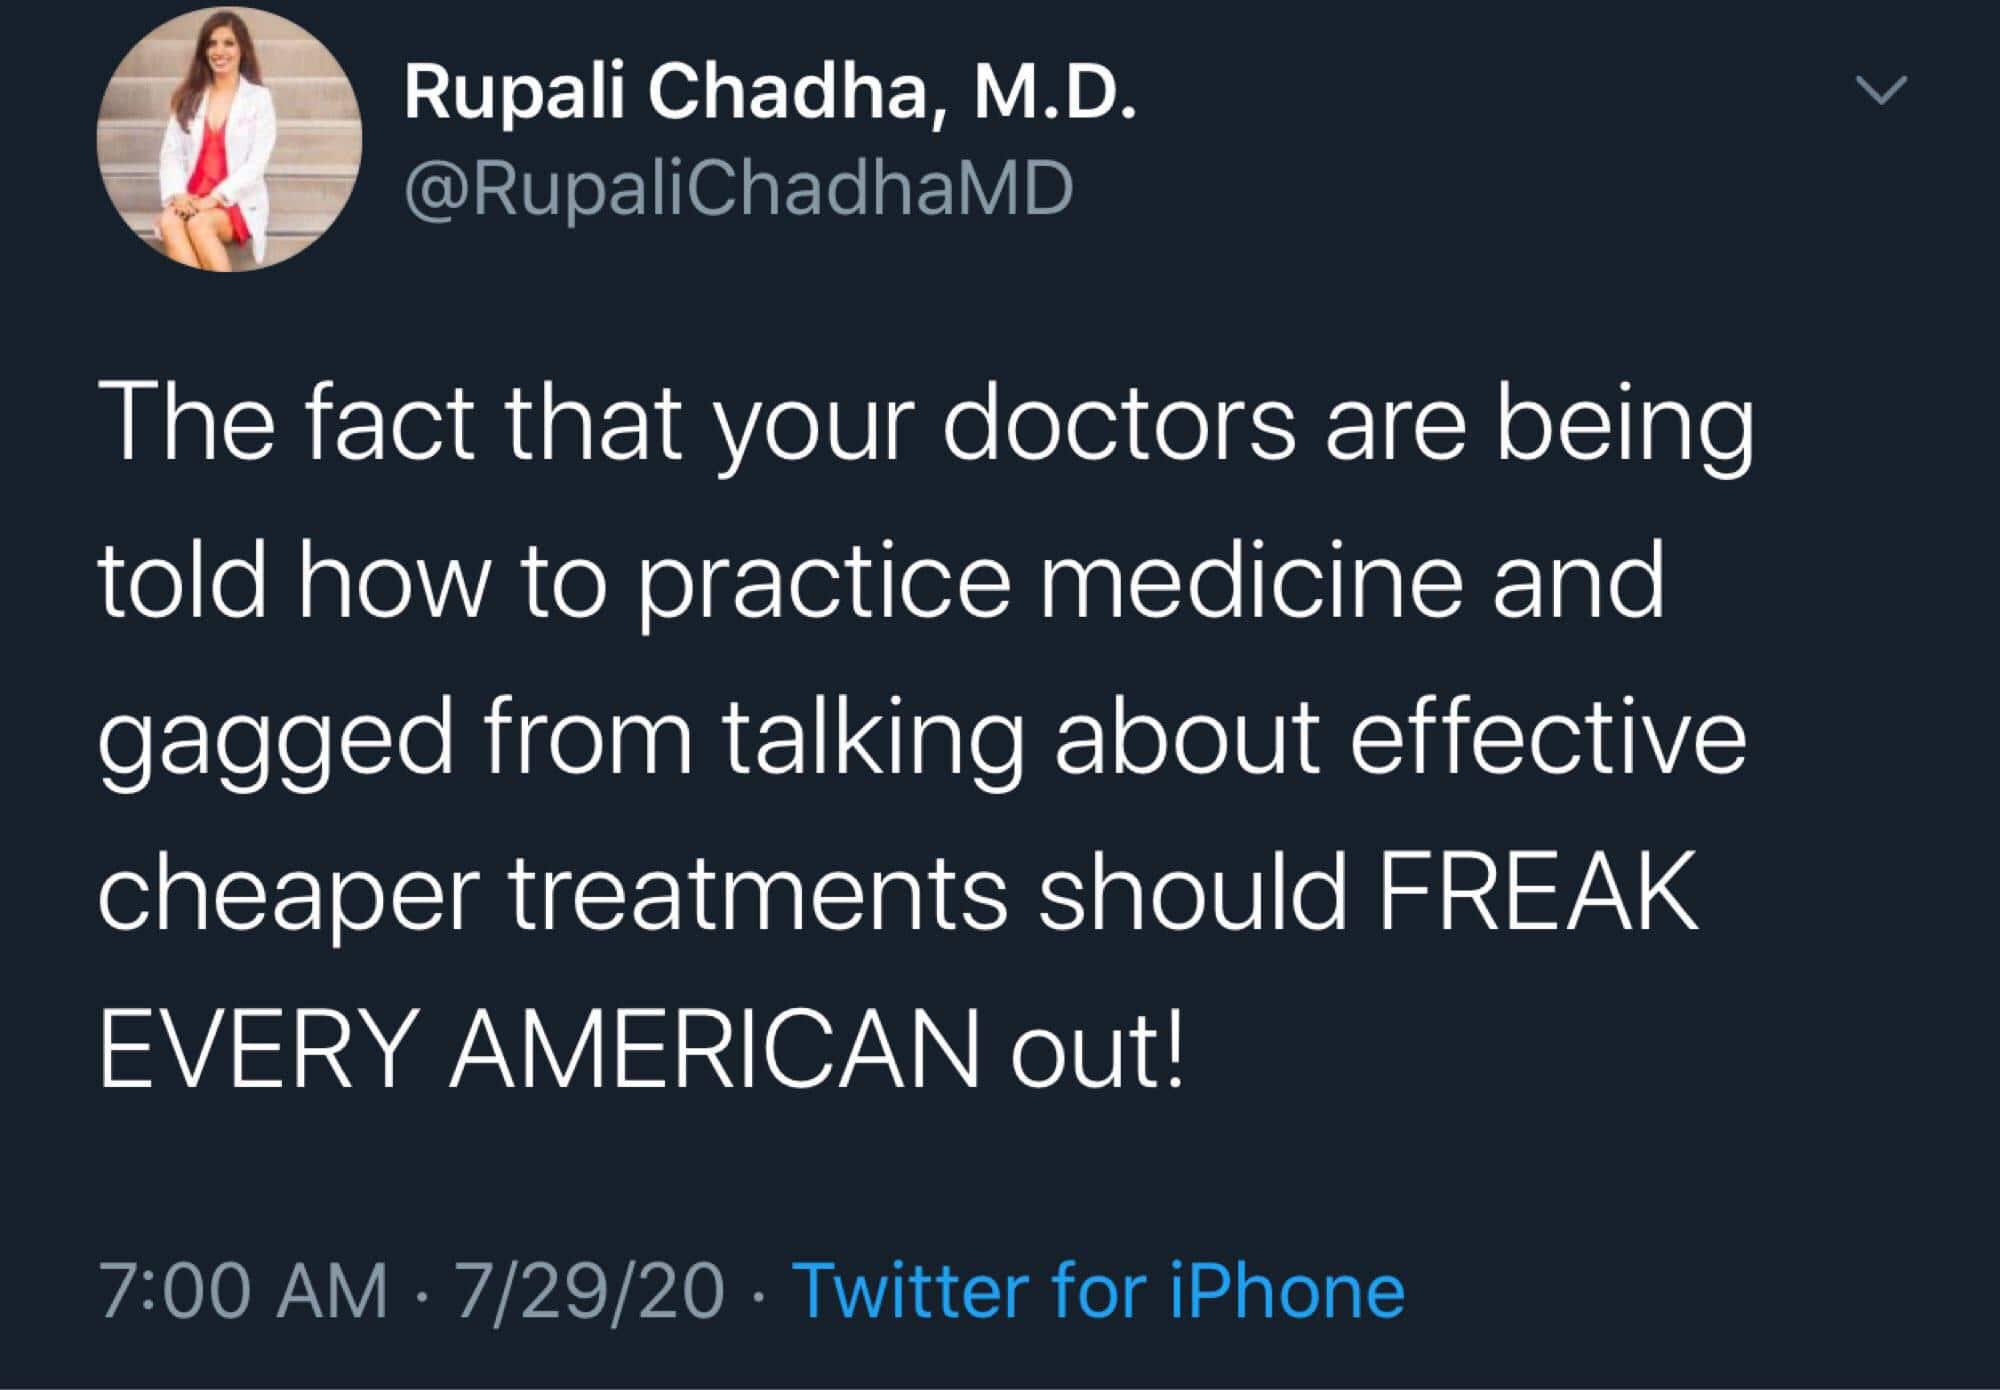 Rupali Chadha, M.D.
@RupaliChadhaMD
The fact that your doctors are being
told how to practice medicine and
gagged from talking about effective
cheaper treatments should FREAK
EVERY AMERICAN out!
7:00 AM · 7/29/20 · Twitter for iPhone